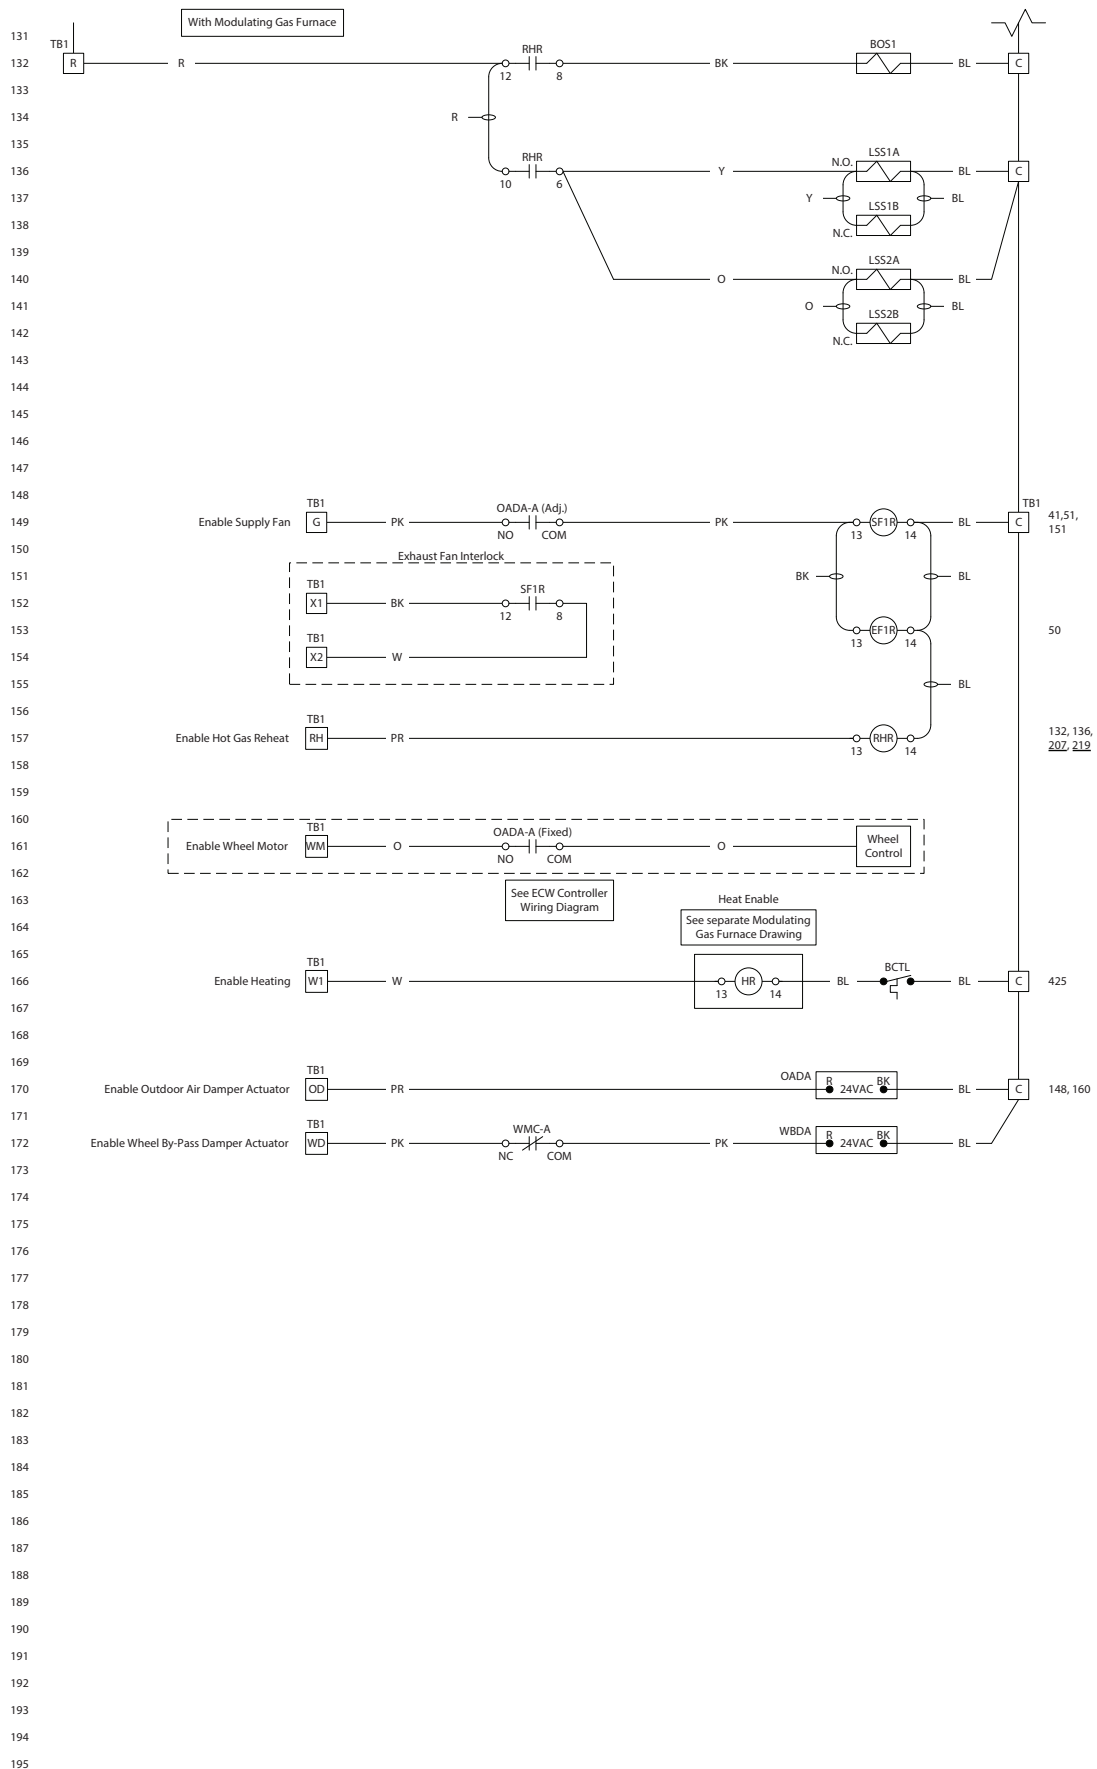 With Modulating Gas Furnace
131
TB1
RHR
BOS1
132
R
R
BK
BL
C
12
8
133
134
R
135
RHR
N.O.
LSS1A
136
Y
BL
C
10
6
137
Y
BL
LSS1B
138
N.C.
139
N.O.
LSS2A
140
O
BL
141
O
BL
LSS2B
142
N.C.
143
144
145
146
147
148
TB1
OADA-A (Adj.)
TB1
149
Enable Supply Fan
G
PK
PK
SF1R
BL
C
41,51,
151
NO
COM
13
14
150
Exhaust Fan Interlock
151
BK
BL
TB1
SF1R
152
X1
BK
12
8
153
EF1R
50
13
14
TB1
154
X2
W
155
BL
156
TB1
157
Enable Hot Gas Reheat
RH
PR
RHR
132, 136,
207, 219
13
14
158
159
160
TB1
OADA-A (Fixed)
161
Enable Wheel Motor
WM
O
O
Wheel
Control
NO
COM
162
163
See ECW Controller
Wiring Diagram
Heat Enable
164
See separate Modulating
Gas Furnace Drawing
165
TB1
BCTL
166
Enable Heating
W1
W
HR
BL
BL
C
425
13
14
167
168
169
TB1
170
Enable Outdoor Air Damper Actuator
OD
PR
OADA
R
24VAC
BK
BL
C
148, 160
171
TB1
WMC-A
172
Enable Wheel By-Pass Damper Actuator
WD
PK
PK
WBDA
R
24VAC
BK
BL
NC
COM
173
174
175
176
177
178
179
180
181
182
183
184
185
186
187
188
189
190
191
192
193
194
195